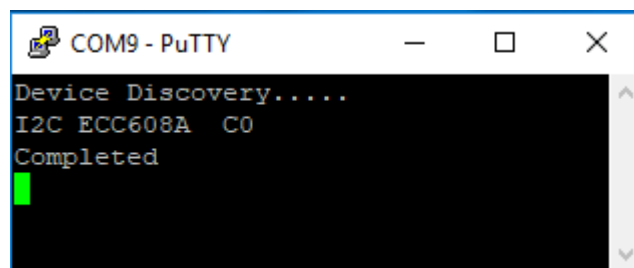 COM9 - PuTTY
Device Discovery.....
I2C ECC608A  C0
Completed